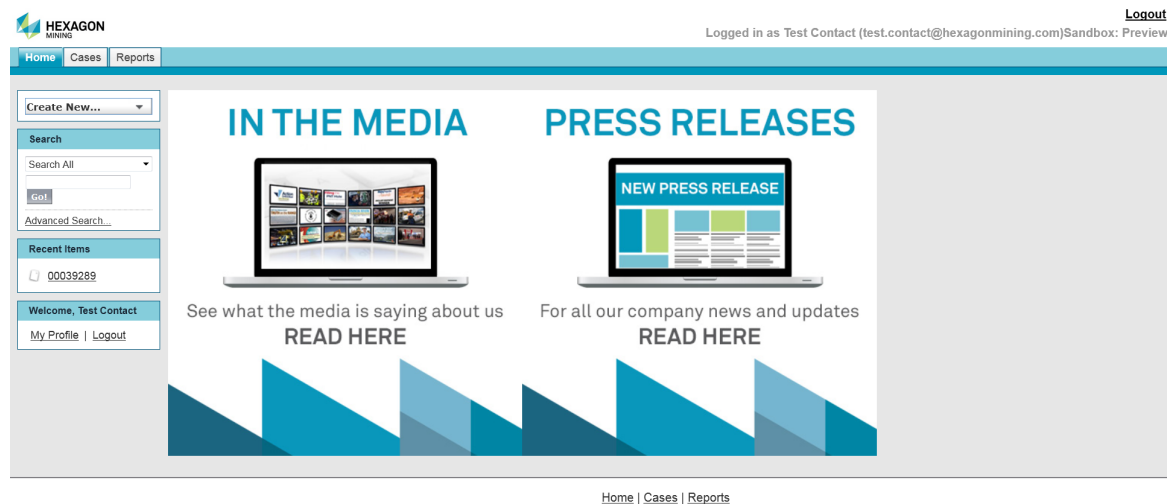 HEXAGON
MINING
Logout
Logged in as Test Contact (test.contact@hexagonmining.com)Sandbox: Preview
Home Cases Reports
Create New...
Search
Search All
Go!
Advanced Search...
Recent Items
00039289
Welcome, Test Contact
My Profile | Logout
IN THE MEDIA
See what the media is saying about us
READ HERE
PRESS RELEASES
NEW PRESS RELEASE
For all our company news and updates
READ HERE
Home | Cases | Reports